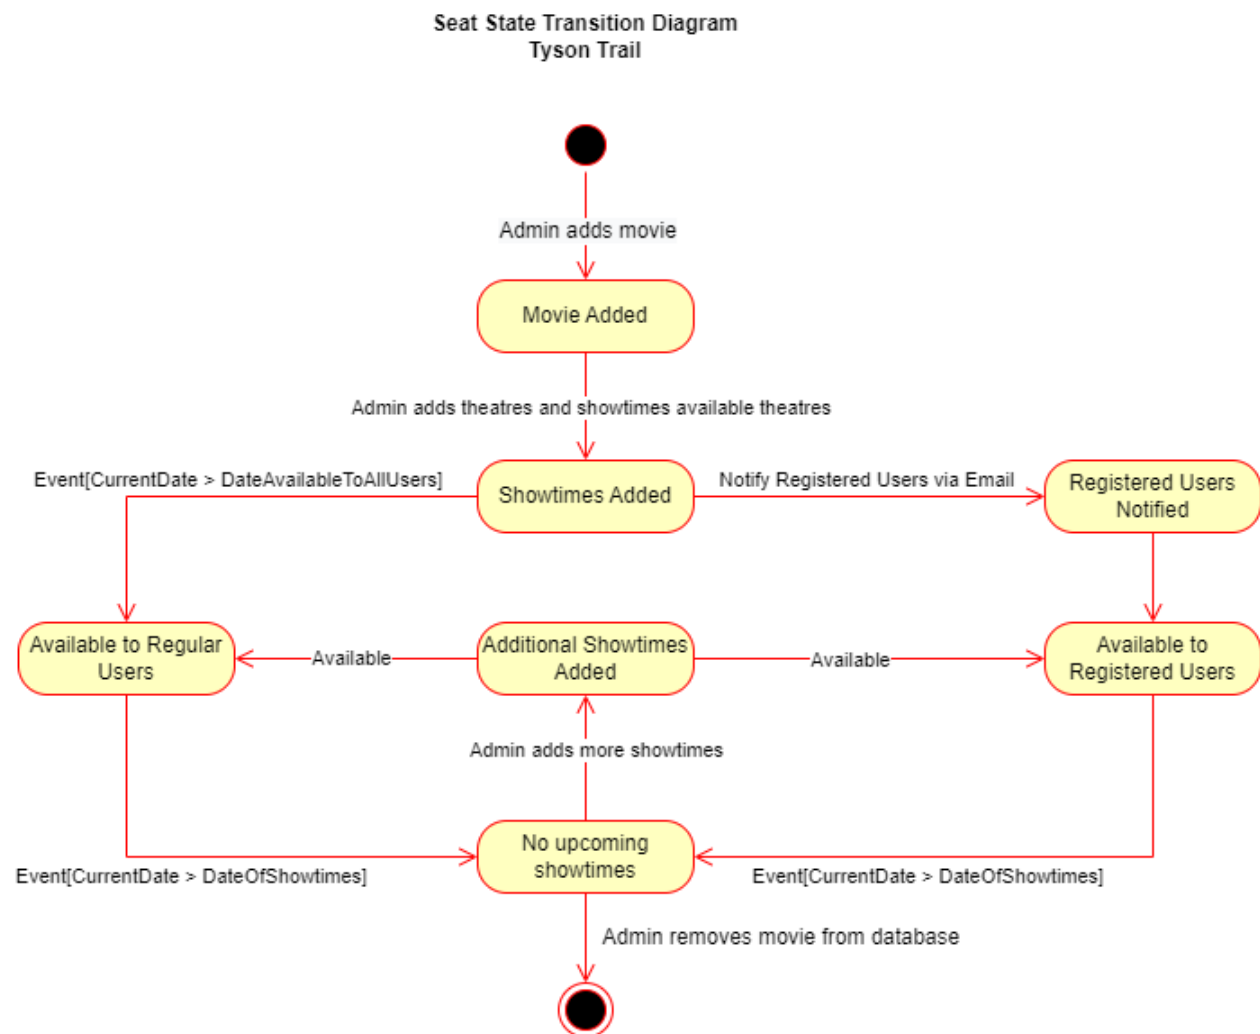 Seat State Transition Diagram
Tyson Trail
Admin adds movie
Movie Added
Admin adds theatres and showtimes available theatres
Event[CurrentDate > DateAvailableToAllUsers]
Showtimes Added
Notify Registered Users via Email
Registered Users
Notified
Available to Regular
Users
Available
Additional Showtimes
Added
Available
Available to
Registered Users
Admin adds more showtimes
No upcoming
showtimes
Event[CurrentDate > DateOfShowtimes]
Event[CurrentDate > DateOfShowtimes]
Admin removes movie from database